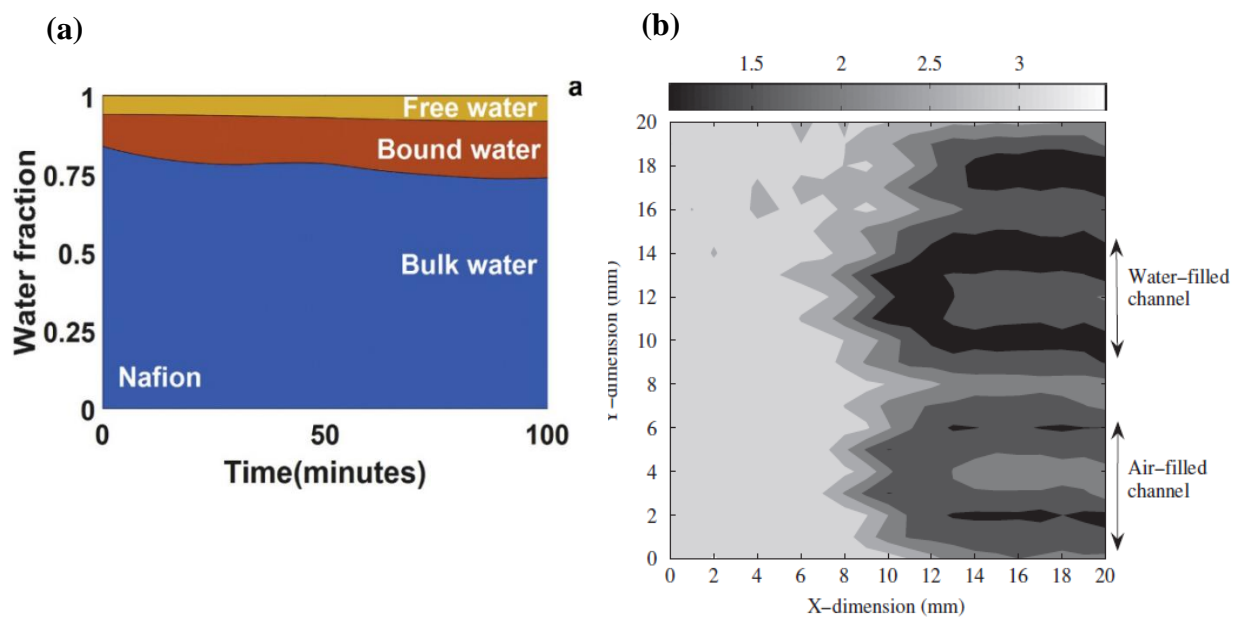 (a)
(b)
a
1
0.75
0.5
0.25
0
Water fraction
Free water
Bound water
Bulk water
Nafion
0
50
100
Time(minutes)
1.5
2
2.5
3
20
18
16
14
12
10
8
6
4
2
0
-dimension (mm)
Water-filled
channel
Air-filled
channel
0
2
4
6
8
10
12
14
16
18
20
X-dimension (mm)